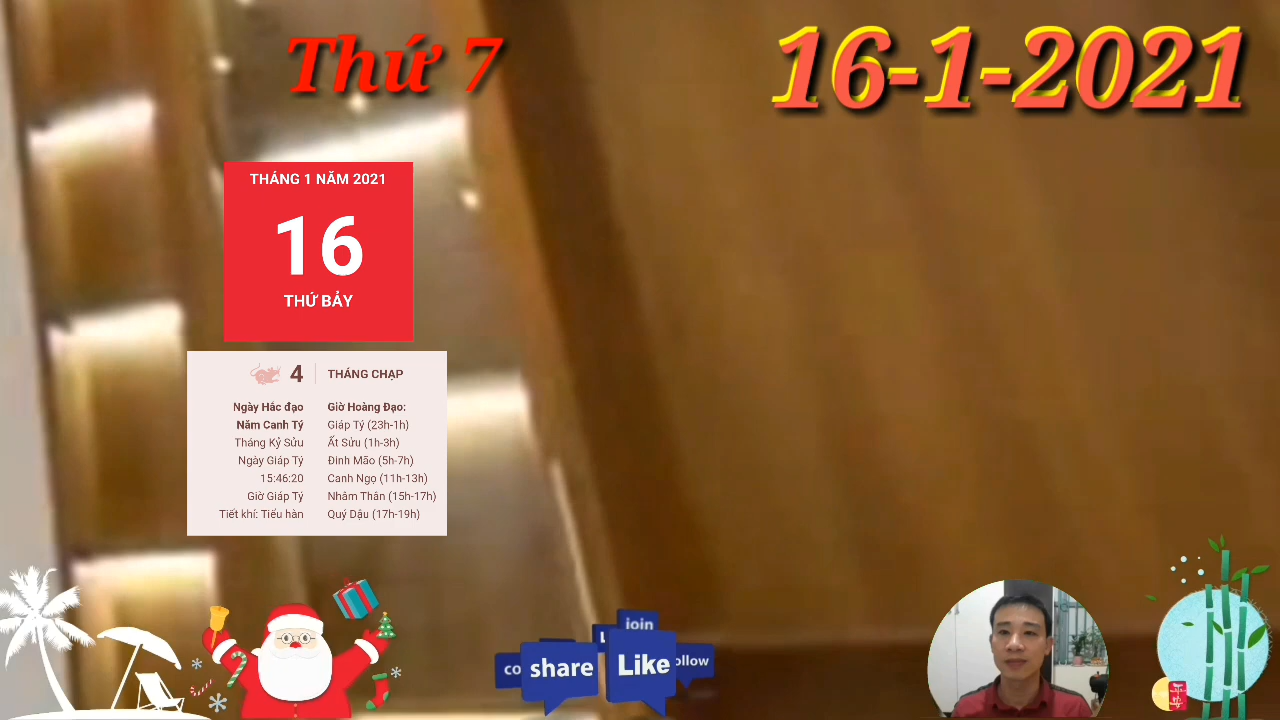 Thứ 7
16-1-2021
THÁNG 1 NĂM 2021
16
THỨ BẢY
4
THÁNG CHẠP
Ngày Hắc đạo
Năm Canh Tý
Tháng Kỷ Sửu
Ngày Giáp Tý
15:46:20
Giờ Giáp Tý
Tiết khí: Tiểu hàn
Giờ Hoàng Đạo:
Giáp Tý (23h-1h)
Ất Sửu (1h-3h)
Đinh Mão (5h-7h)
Canh Ngọ (11h-13h)
Nhâm Thân (15h-17h)
Quý Dậu (17h-19h)
join
co
share
L
Like
ollow